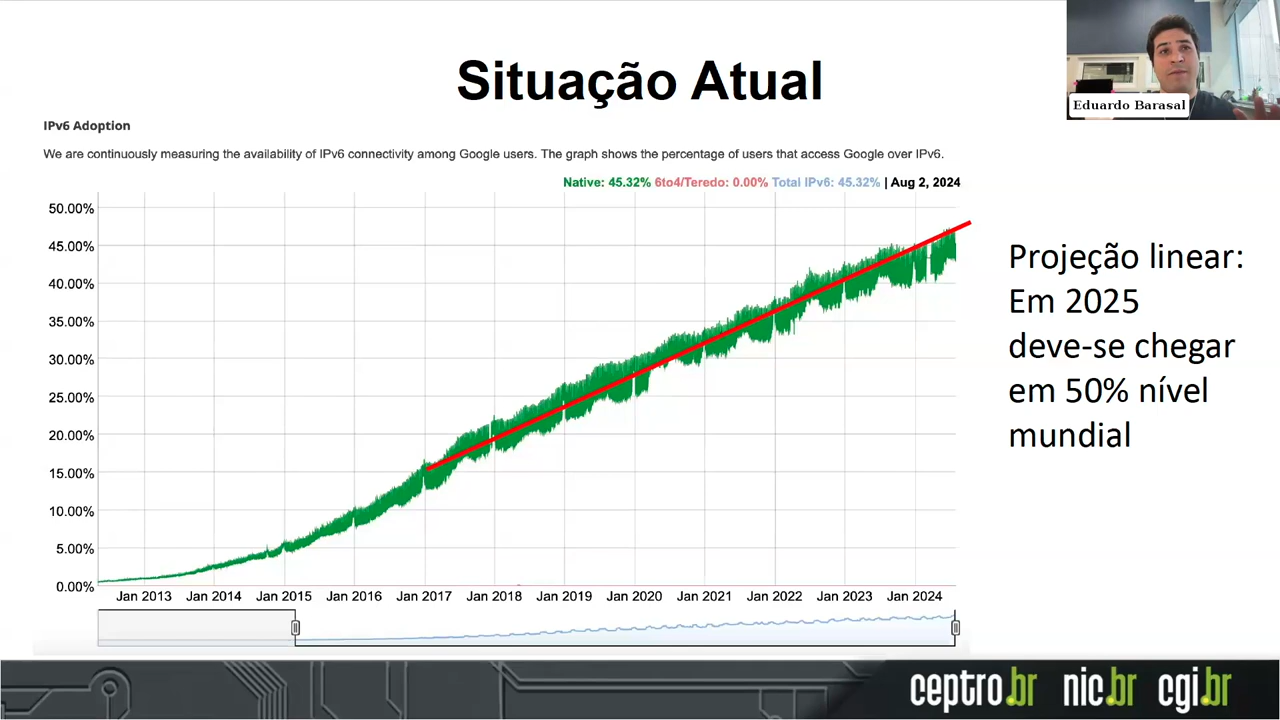 Situação Atual
Eduardo Barasal
IPv6 Adoption
We are continuously measuring the availability of IPv6 connectivity among Google users. The graph shows the percentage of users that access Google over IPv6.
Native: 45.32% 6to4/Teredo: 0.00% Total IPv6: 45.32% | Aug 2, 2024
50.00%
45.00%
40.00%
35.00%
30.00%
25.00%
20.00%
15.00%
10.00%
5.00%
0.00%
Jan 2013 Jan 2014 Jan 2015 Jan 2016 Jan 2017 Jan 2018 Jan 2019 Jan 2020 Jan 2021 Jan 2022 Jan 2023 Jan 2024
Projeção linear:
Em 2025
deve-se chegar
em 50% nível
mundial
ceptro.br nic.br cgi.br